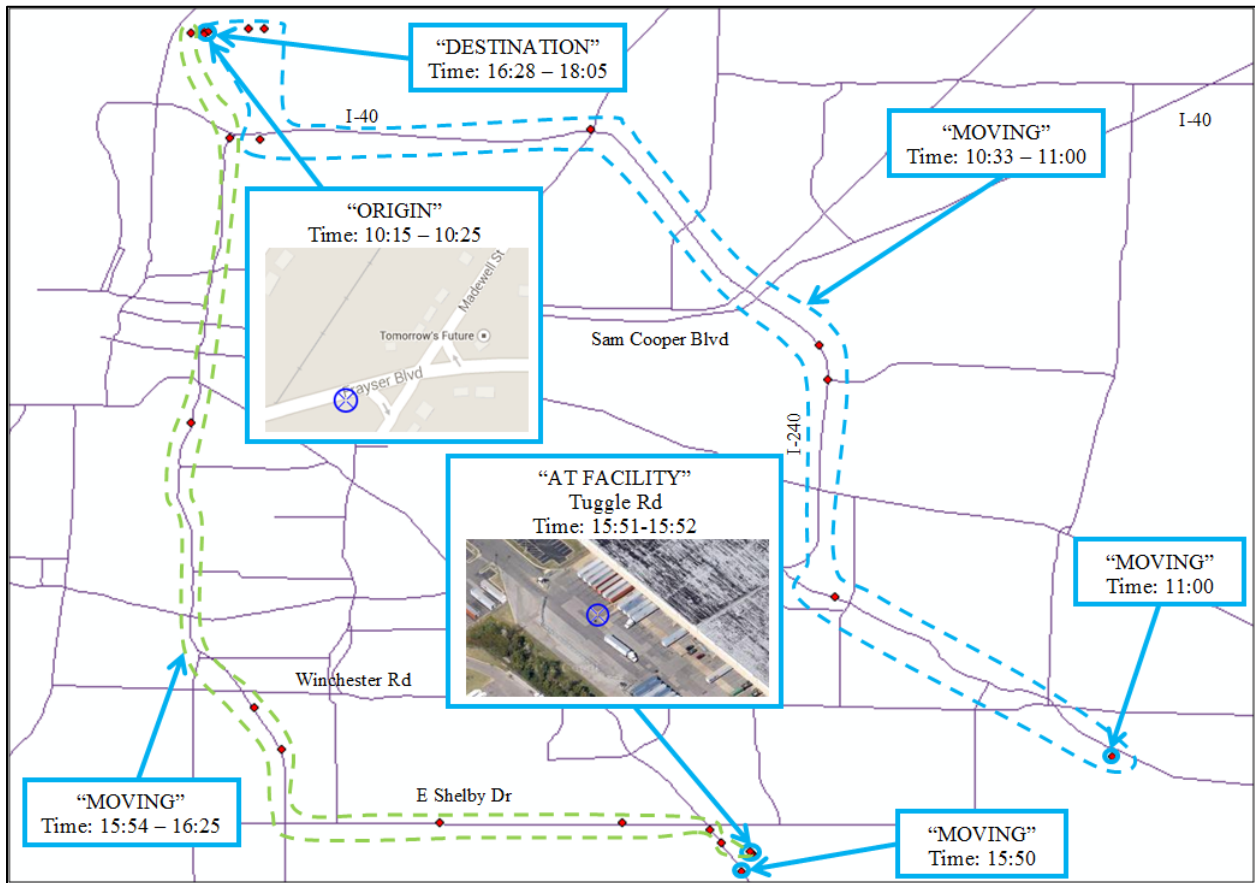 “DESTINATION”
Time: 16:28 – 18:05
I-40
“MOVING”
Time: 10:33 – 11:00
I-40
“ORIGIN”
Time: 10:15 – 10:25
Madewell St
Tomorrow's Future
Frayser Blvd
Sam Cooper Blvd
I-240
“AT FACILITY”
Tuggle Rd
Time: 15:51-15:52
“MOVING”
Time: 11:00
Winchester Rd
“MOVING”
Time: 15:54 – 16:25
E Shelby Dr
“MOVING”
Time: 15:50